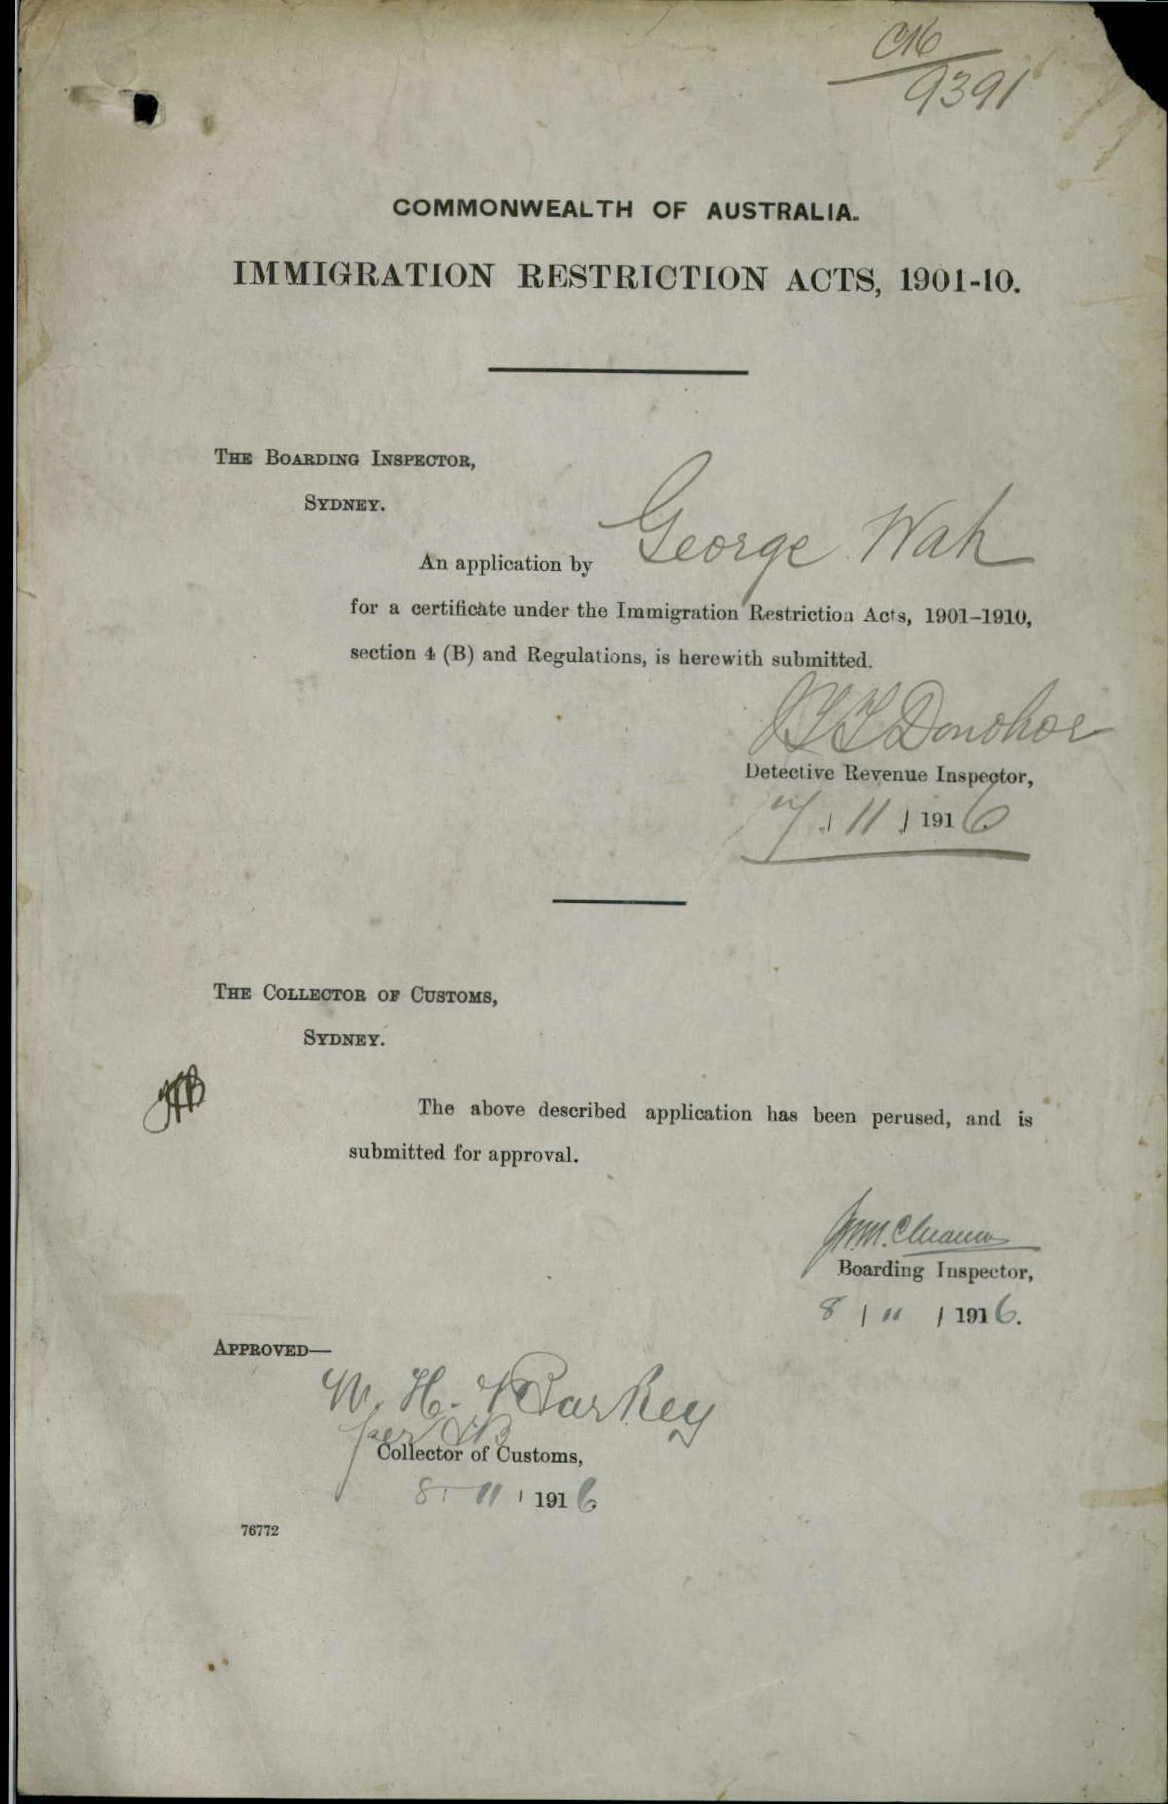 C16
9391
COMMONWEALTH OF AUSTRALIA.
IMMIGRATION RESTRICTION ACTS, 1901-10.
THE BOARDING INSPECTOR,
SYDNEY.
An application by George Wah
for a certificate under the Immigration Restriction Acts, 1901–1910,
section 4 (B) and Regulations, is herewith submitted.
Donohoe
Detective Revenue Inspector,
7 / 11 / 1916
THE COLLECTOR OF CUSTOMS,
SYDNEY.
The above described application has been perused, and is
submitted for approval.
Boarding Inspector,
8 / 11 / 1916.
APPROVED—
W. H. Barkley
per
Collector of Customs,
8 / 11 / 1916
76772